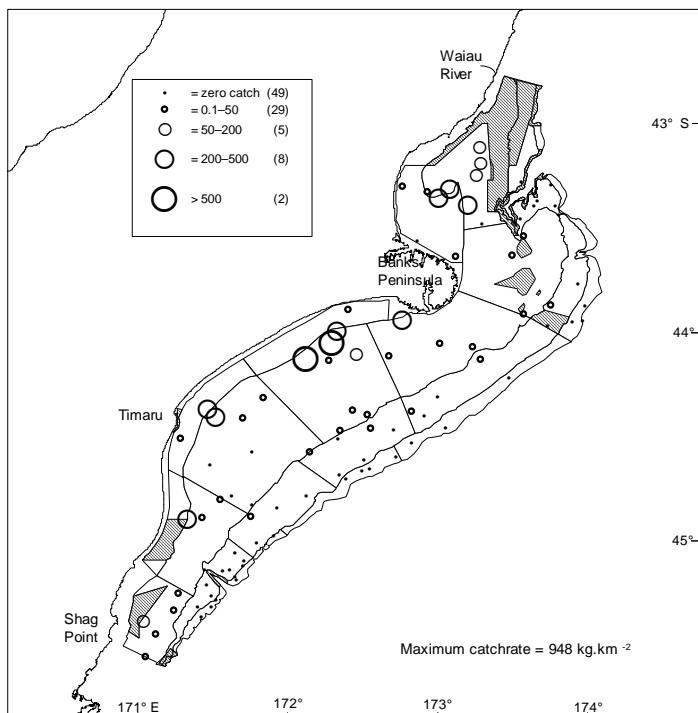 Waiau
River
• = zero catch (49)
= 0.1–50 (29)
= 50–200 (5)
= 200–500 (8)
> 500 (2)
43° S
Banks
Peninsula
44°
Timaru
45°
Shag
Point
Maximum catchrate = 948 kg.km -2
171° E 172° 173° 174°